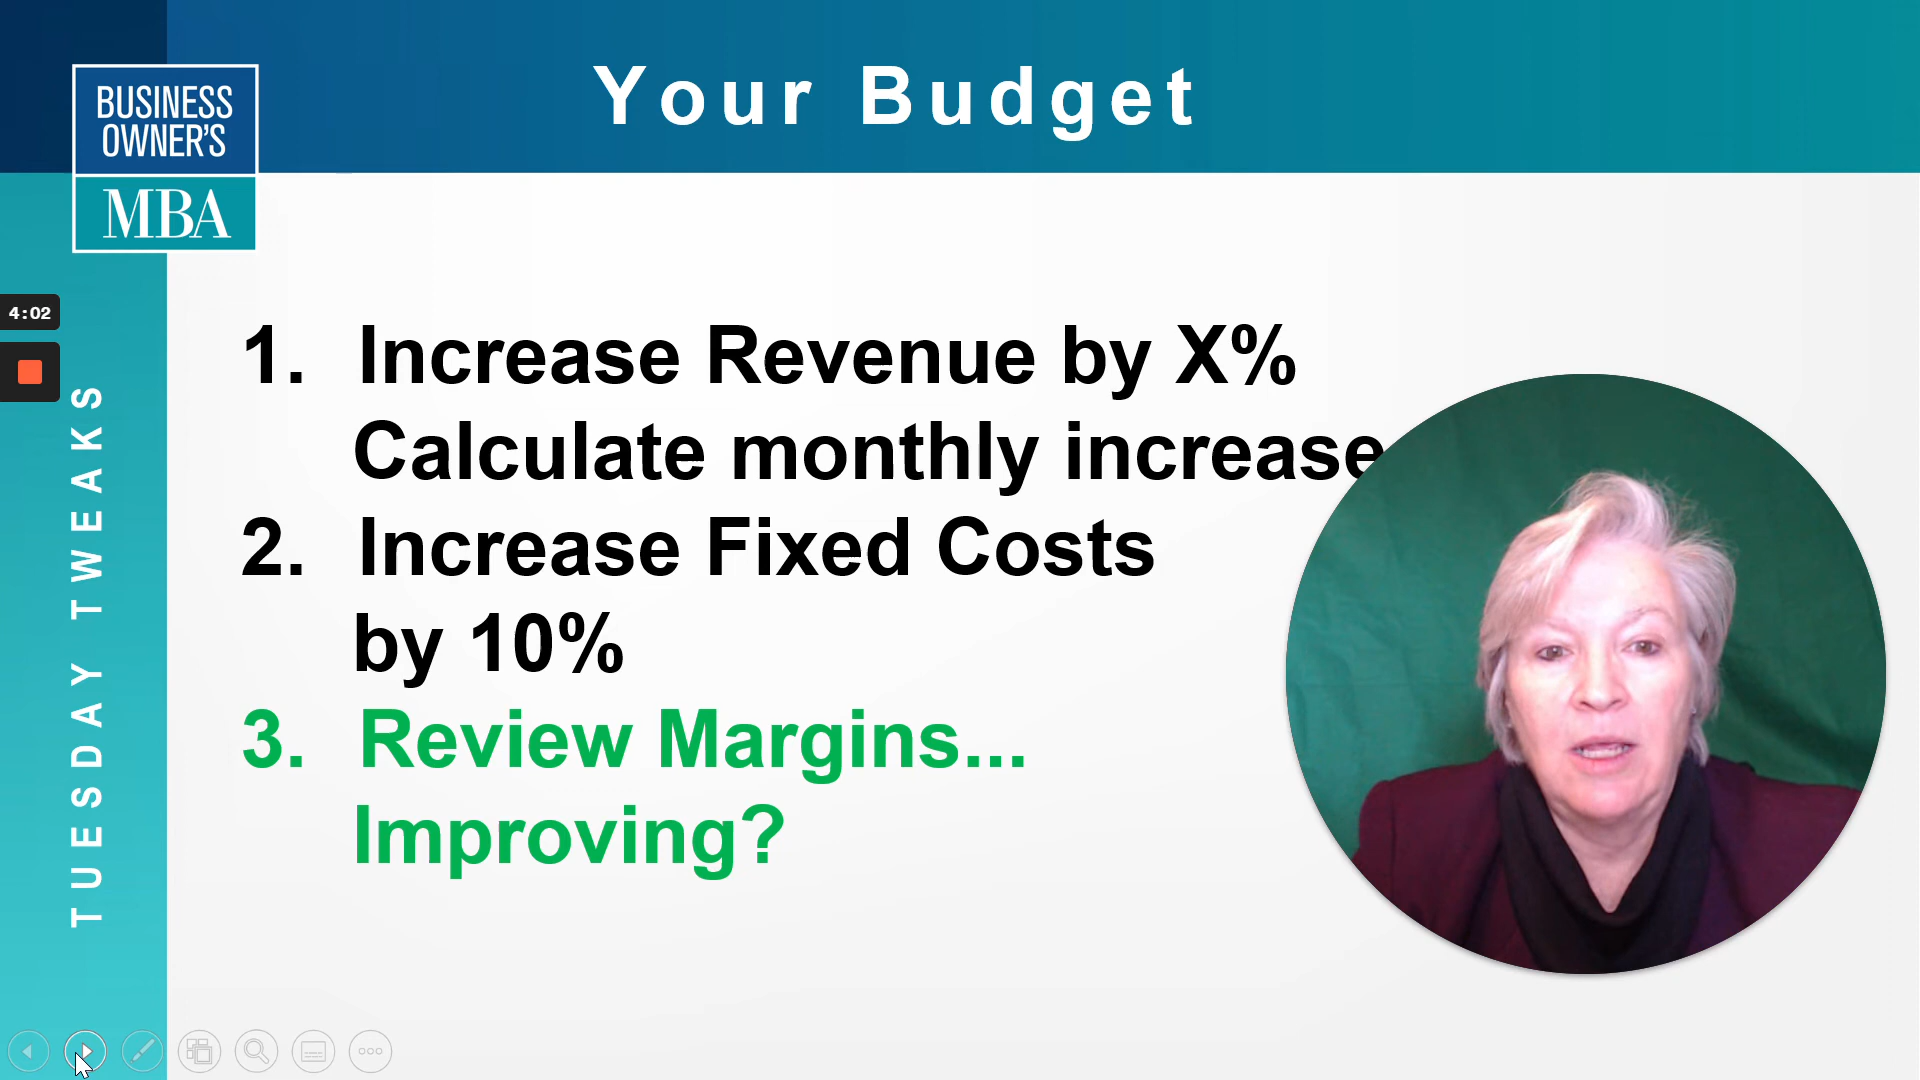 Your Budget
BUSINESS
OWNER'S
MBA
4:02
TUESDAY TWEAKS
1. Increase Revenue by X%
Calculate monthly increase
2. Increase Fixed Costs
by 10%
3. Review Margins...
Improving?